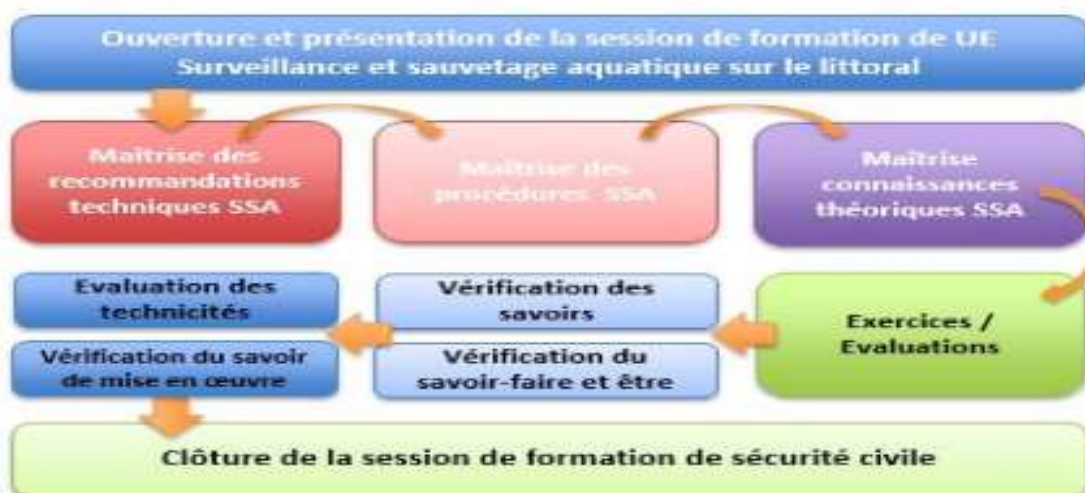 Ouverture et présentation de la session de formation de UE
Surveillance et sauvetage aquatique sur le littoral
Maîtrise des
recommandations
techniques SSA
Maîtrise des
procédures SSA
Maîtrise
connaissances
théoriques SSA
Evaluation des
technicités
Vérification des
savoirs
Exercices /
Evaluations
Vérification du savoir
de mise en œuvre
Vérification du
savoir-faire et être
Clôture de la session de formation de sécurité civile